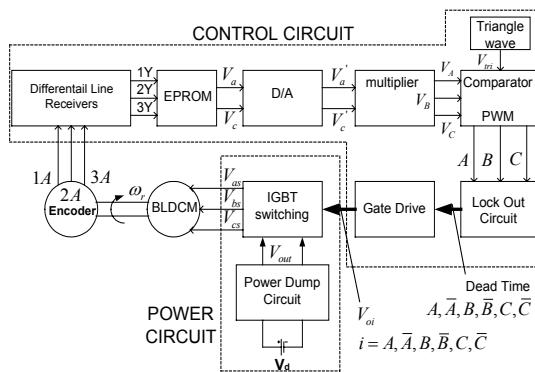 CONTROL CIRCUIT
Triangle
wave
Differentail Line
Receivers
1Y
2Y
3Y
EPROM
V_a
V_c
D/A
V_a'
V_c'
multiplier
V_A
V_B
V_C
V_tri
Comparator
PWM
A B C
1A
2A
3A
Encoder
ω_r
BLDCM
V_as
V_bs
V_cs
IGBT
switching
Gate Drive
Lock Out
Circuit
V_out
Power Dump
Circuit
V_d
POWER
CIRCUIT
V_oi
i = A, A̅, B, B̅, C, C̅
Dead Time
A, A̅, B, B̅, C, C̅